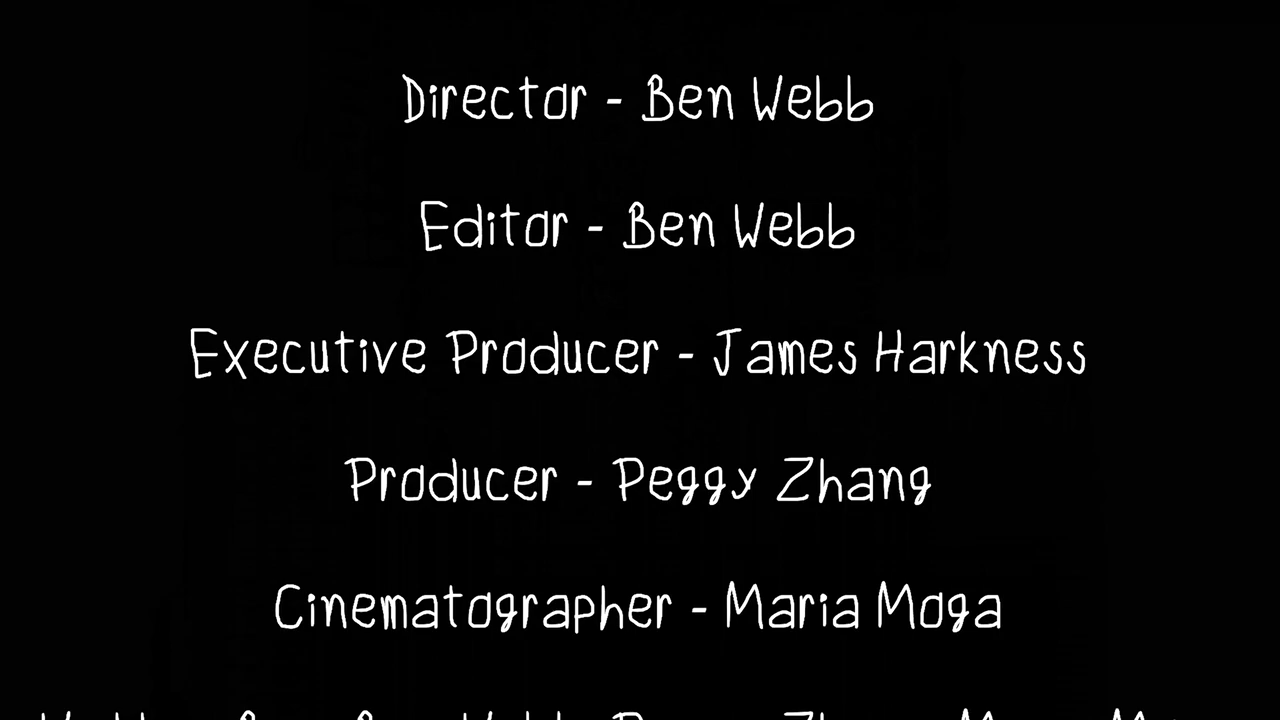 Director - Ben Webb
Editor - Ben Webb
Executive Producer - James Harkness
Producer - Peggy Zhang
Cinematographer - Maria Moga